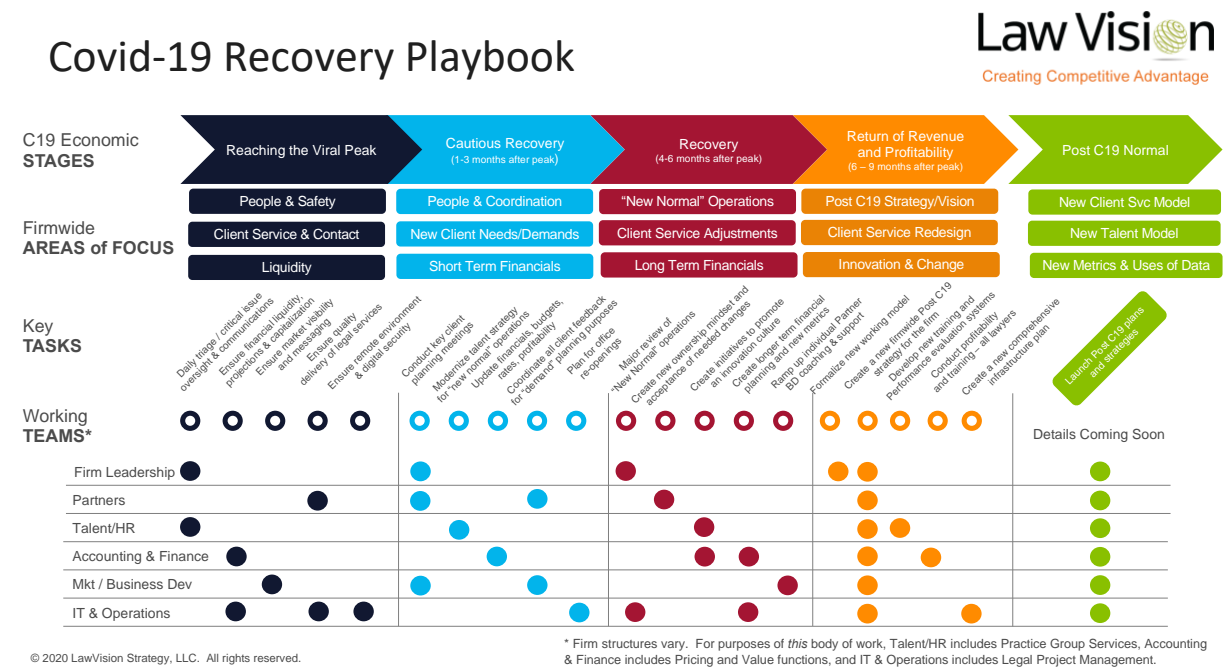 Covid-19 Recovery Playbook
Law Vision
Creating Competitive Advantage
C19 Economic
STAGES
Reaching the Viral Peak
Cautious Recovery
(1-3 months after peak)
Recovery
(4-6 months after peak)
Return of Revenue
and Profitability
(6 – 9 months after peak)
Post C19 Normal
Firmwide
AREAS of FOCUS
People & Safety
People & Coordination
“New Normal” Operations
Post C19 Strategy/Vision
New Client Svc Model
Client Service & Contact
New Client Needs/Demands
Client Service Adjustments
Client Service Redesign
New Talent Model
Liquidity
Short Term Financials
Long Term Financials
Innovation & Change
New Metrics & Uses of Data
Key
TASKS
Daily triage / critical issue
oversight & communications
Ensure financial liquidity,
projections & capitalization
Ensure market visibility
and messaging
Ensure quality
delivery of legal services
Ensure remote environment
& digital security
Conduct key client
planning meetings
Modernize talent strategy
for “new normal” operations
Update financials, budgets,
rates, profitability
Coordinate all client feedback
for “demand” planning purposes
Plan for office
re-openings
Major review of
“New Normal” operations
Create new ownership mindset and
acceptance of needed changes
Create initiatives to promote
an innovation culture
Create longer term financial
planning and new metrics
Ramp up individual Partner
BD coaching & support
Formalize new working model
Create a new firmwide Post C19
strategy for the firm
Develop new training and
Performance evaluation systems
Conduct profitability
and training– all lawyers
Create a new comprehensive
infrastructure plan
Launch Post C19 plans
and strategies
Working
TEAMS*
Details Coming Soon
Firm Leadership
Partners
Talent/HR
Accounting & Finance
Mkt / Business Dev
IT & Operations
* Firm structures vary. For purposes of this body of work, Talent/HR includes Practice Group Services, Accounting
& Finance includes Pricing and Value functions, and IT & Operations includes Legal Project Management.
© 2020 LawVision Strategy, LLC. All rights reserved.